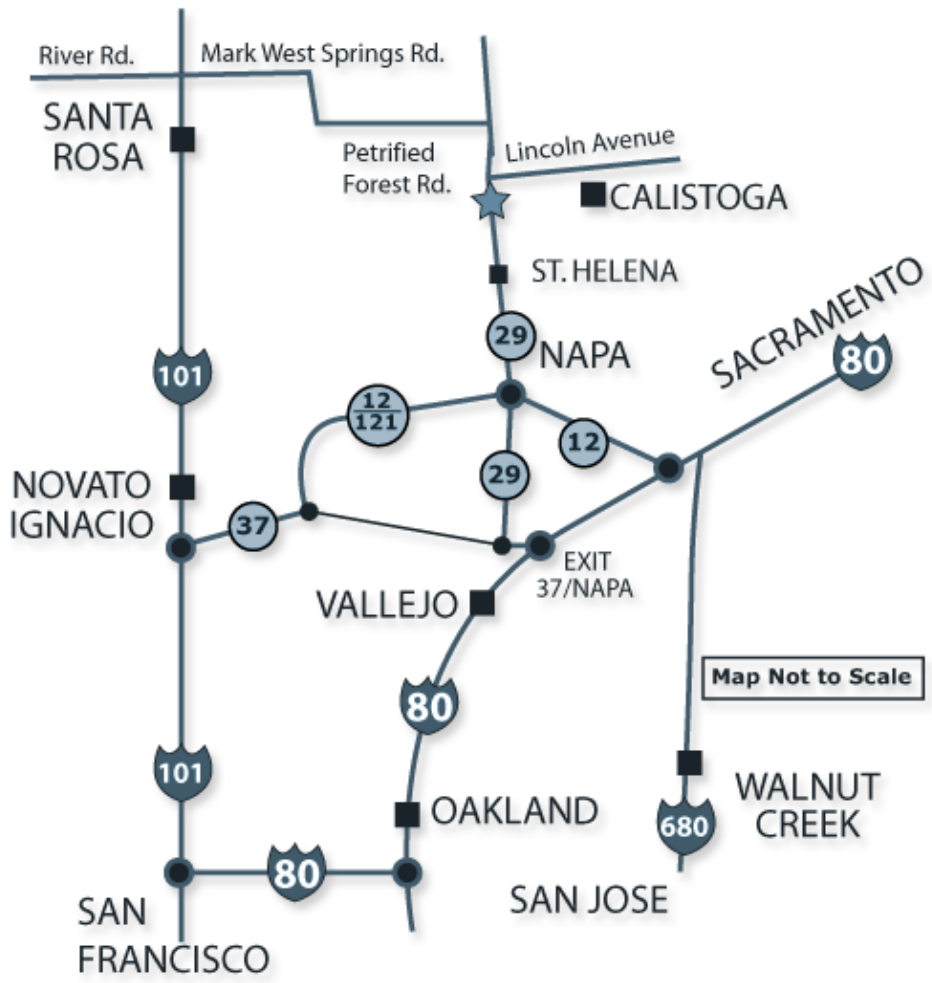 River Rd.
Mark West Springs Rd.
SANTA
ROSA
Petrified
Forest Rd.
Lincoln Avenue
CALISTOGA
ST. HELENA
29
NAPA
SACRAMENTO
80
101
12
121
12
29
NOVATO
IGNACIO
37
EXIT
37/NAPA
VALLEJO
Map Not to Scale
80
101
OAKLAND
WALNUT
CREEK
680
80
SAN JOSE
SAN
FRANCISCO